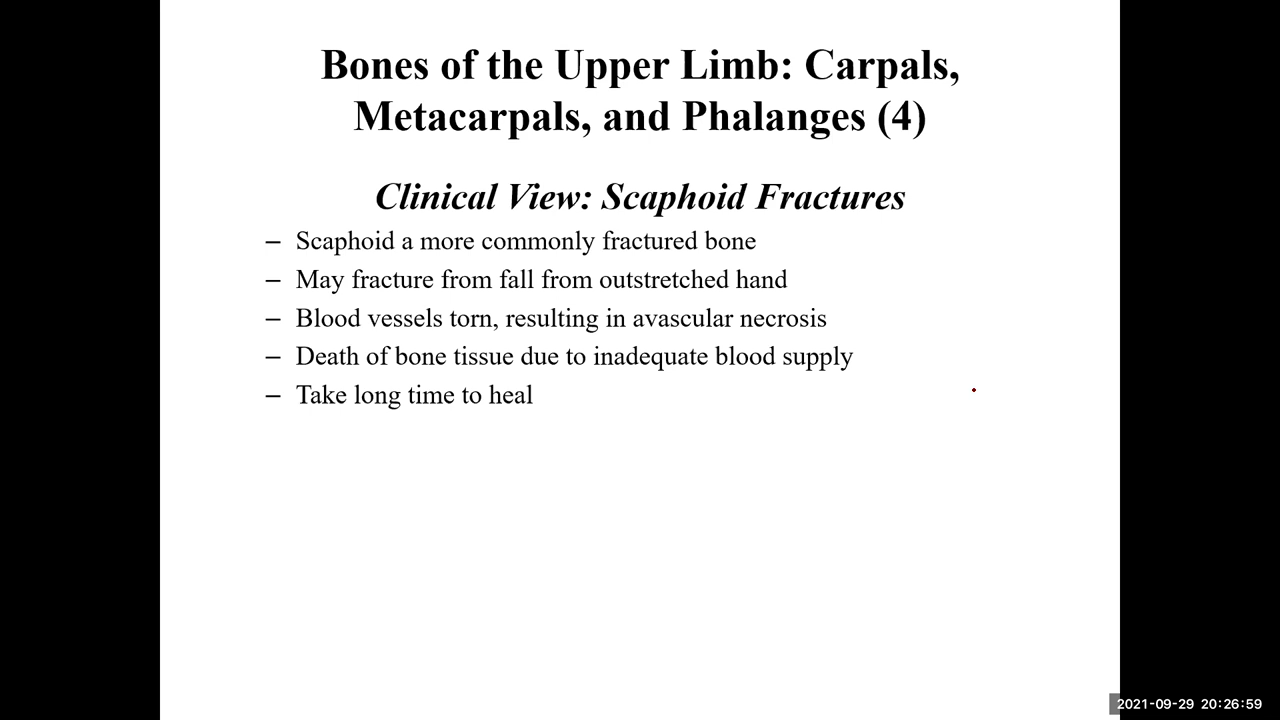 Bones of the Upper Limb: Carpals,
Metacarpals, and Phalanges (4)
Clinical View: Scaphoid Fractures
– Scaphoid a more commonly fractured bone
– May fracture from fall from outstretched hand
– Blood vessels torn, resulting in avascular necrosis
– Death of bone tissue due to inadequate blood supply
– Take long time to heal
2021-09-29 20:26:59